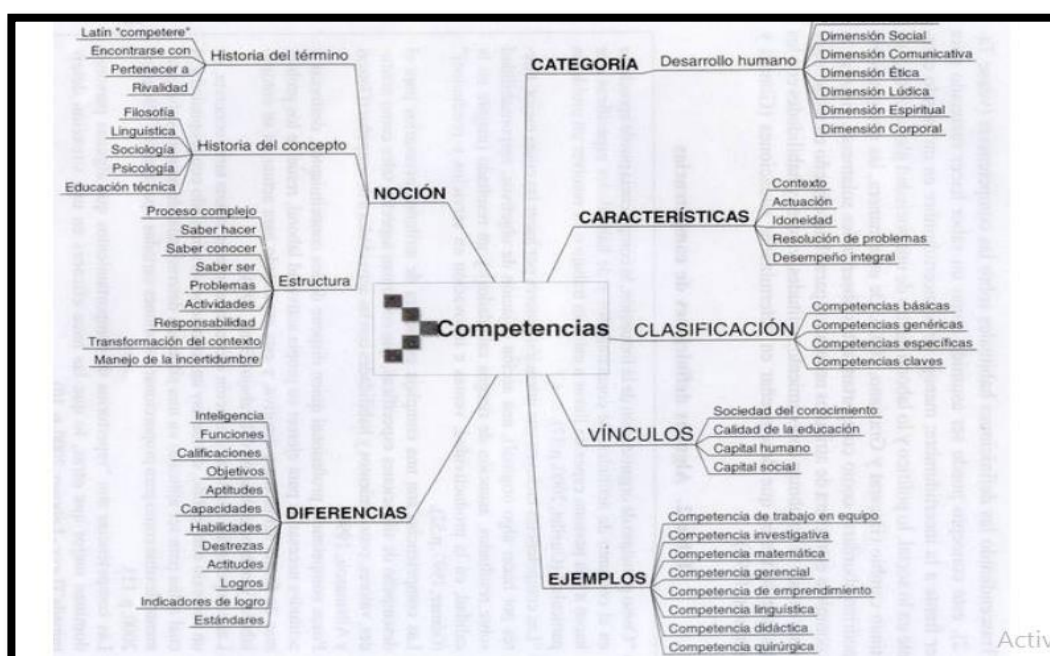 Latín "competere"
Encontrarse con
Pertenecer a
Rivalidad
Historia del término
Filosofía
Linguística
Sociología
Psicología
Educación técnica
Historia del concepto
Proceso complejo
Saber hacer
Saber conocer
Saber ser
Problemas
Actividades
Responsabilidad
Transformación del contexto
Manejo de la incertidumbre
Estructura
NOCIÓN
Inteligencia
Funciones
Calificaciones
Objetivos
Aptitudes
Capacidades
Habilidades
Destrezas
Actitudes
Logros
Indicadores de logro
Estándares
DIFERENCIAS
Competencias
CATEGORÍA
Desarrollo humano
Dimensión Social
Dimensión Comunicativa
Dimensión Ética
Dimensión Lúdica
Dimensión Espiritual
Dimensión Corporal
CARACTERÍSTICAS
Contexto
Actuación
Idoneidad
Resolución de problemas
Desempeño integral
CLASIFICACIÓN
Competencias básicas
Competencias genéricas
Competencias específicas
Competencias claves
VÍNCULOS
Sociedad del conocimiento
Calidad de la educación
Capital humano
Capital social
EJEMPLOS
Competencia de trabajo en equipo
Competencia investigativa
Competencia matemática
Competencia gerencial
Competencia de emprendimiento
Competencia linguística
Competencia didáctica
Competencia quirúrgica
Activ